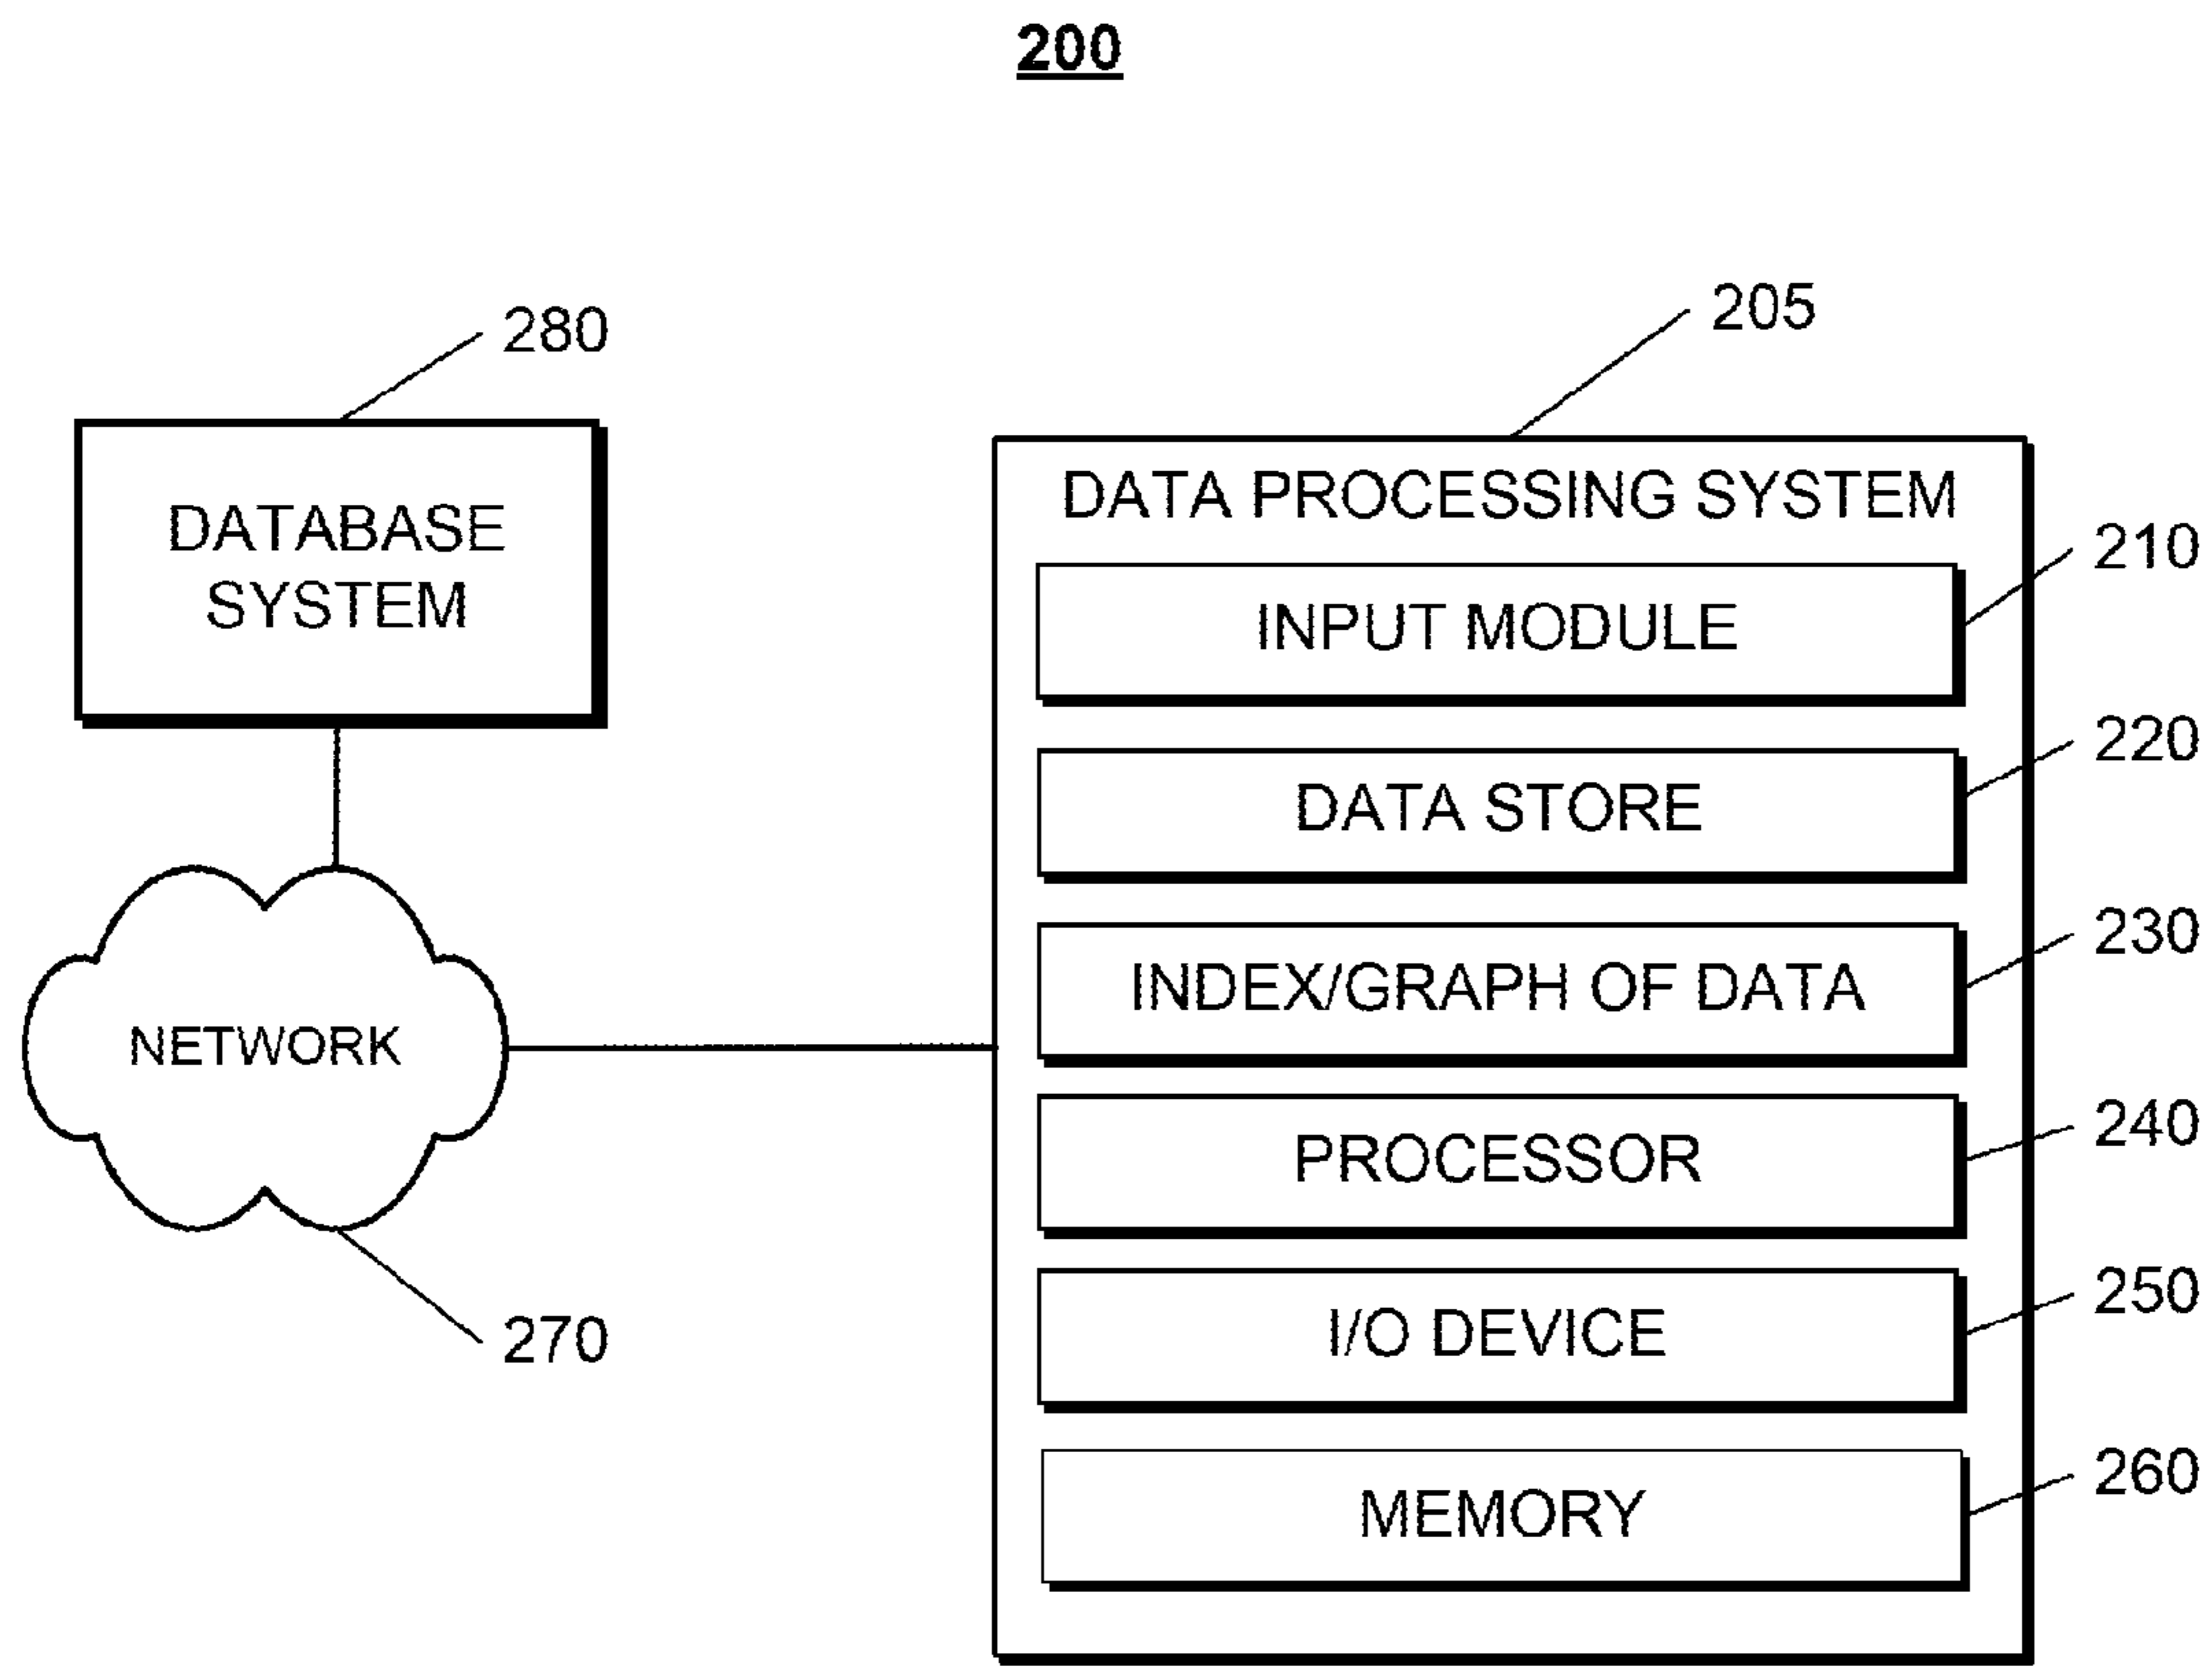 200
280
205
DATABASE
SYSTEM
DATA PROCESSING SYSTEM
210
INPUT MODULE
220
DATA STORE
230
INDEX/GRAPH OF DATA
NETWORK
240
PROCESSOR
250
I/O DEVICE
270
260
MEMORY